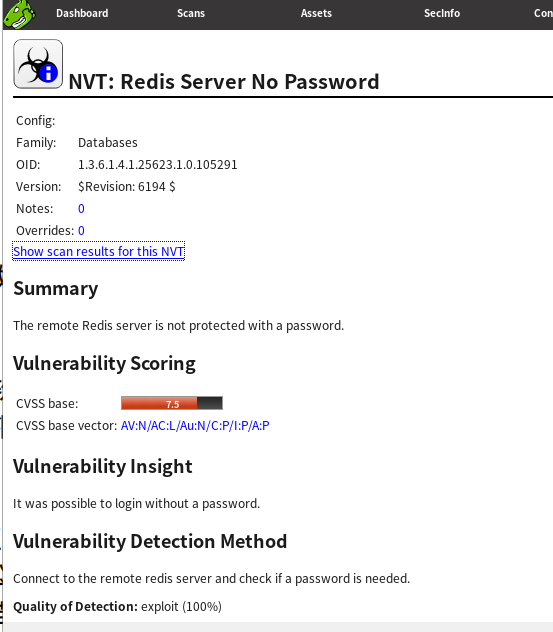 Dashboard Scans Assets SecInfo Con
NVT: Redis Server No Password
Config:
Family: Databases
OID: 1.3.6.1.4.1.25623.1.0.105291
Version: $Revision: 6194 $
Notes: 0
Overrides: 0
Show scan results for this NVT
Summary
The remote Redis server is not protected with a password.
Vulnerability Scoring
CVSS base: 7.5
CVSS base vector: AV:N/AC:L/Au:N/C:P/I:P/A:P
Vulnerability Insight
It was possible to login without a password.
Vulnerability Detection Method
Connect to the remote redis server and check if a password is needed.
Quality of Detection: exploit (100%)